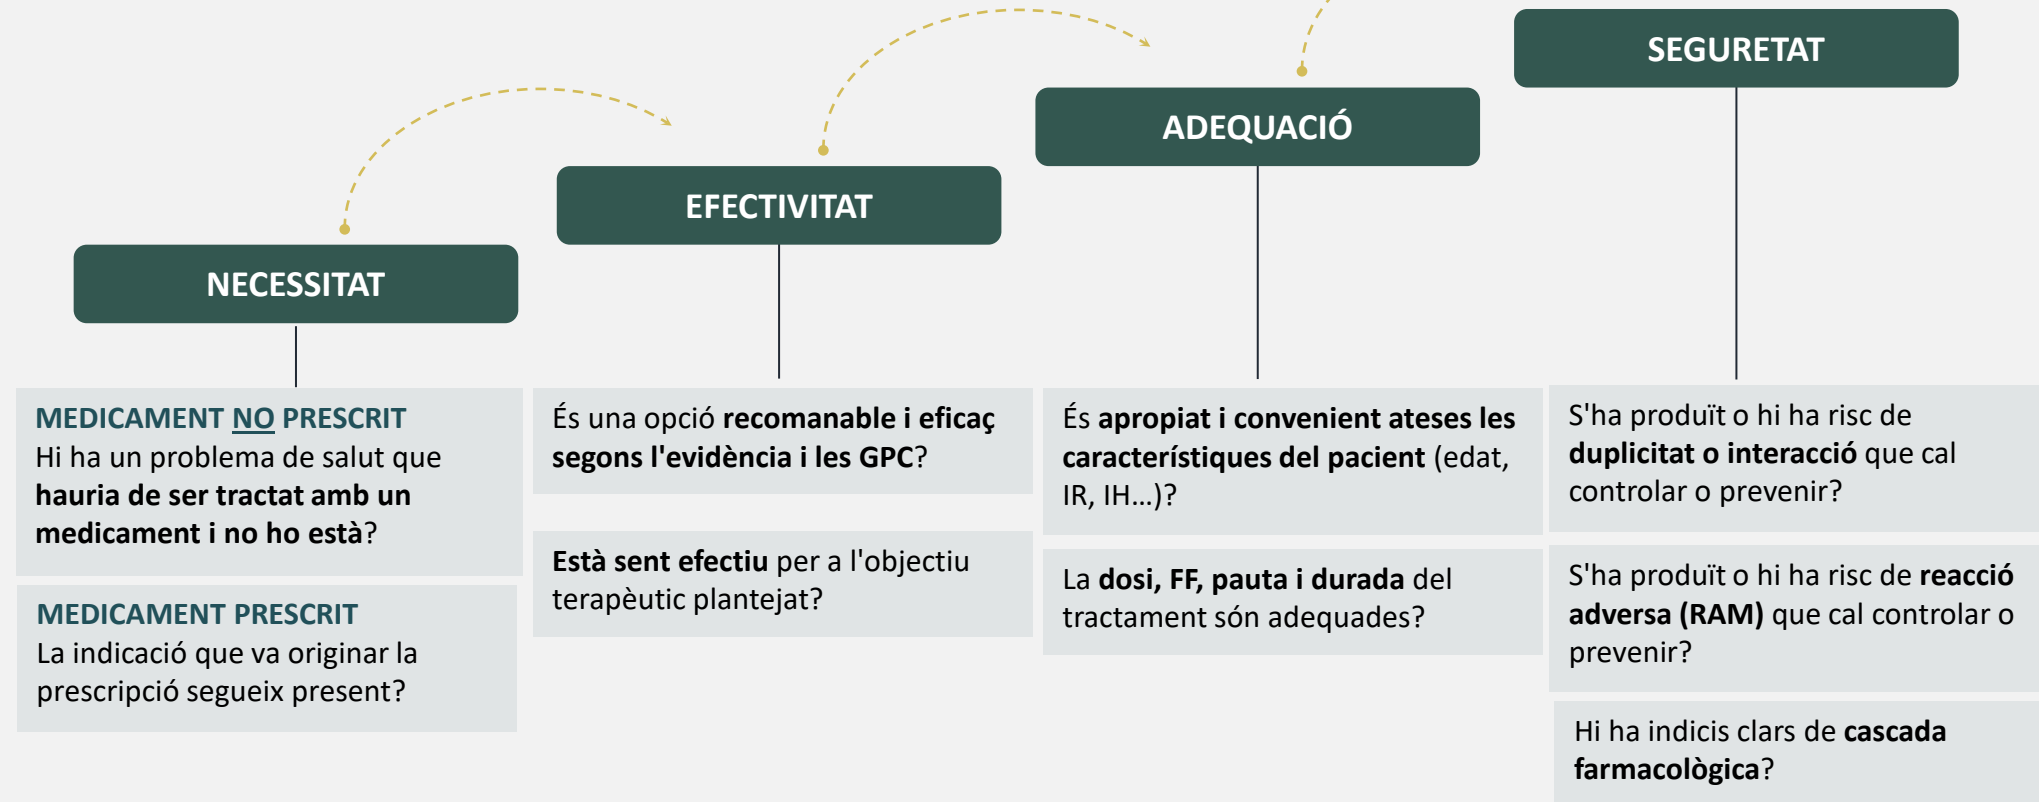 NECESSITAT
MEDICAMENT NO PRESCRIT
Hi ha un problema de salut que
hauria de ser tractat amb un
medicament i no ho està?
MEDICAMENT PRESCRIT
La indicació que va originar la
prescripció segueix present?
EFECTIVITAT
És una opció recomanable i eficaç
segons l'evidència i les GPC?
Està sent efectiu per a l'objectiu
terapèutic plantejat?
ADEQUACIÓ
És apropiat i convenient ateses les
característiques del pacient (edat,
IR, IH...)?
La dosi, FF, pauta i durada del
tractament són adequades?
SEGURETAT
S'ha produït o hi ha risc de
duplicitat o interacció que cal
controlar o prevenir?
S'ha produït o hi ha risc de reacció
adversa (RAM) que cal controlar o
prevenir?
Hi ha indicis clars de cascada
farmacològica?